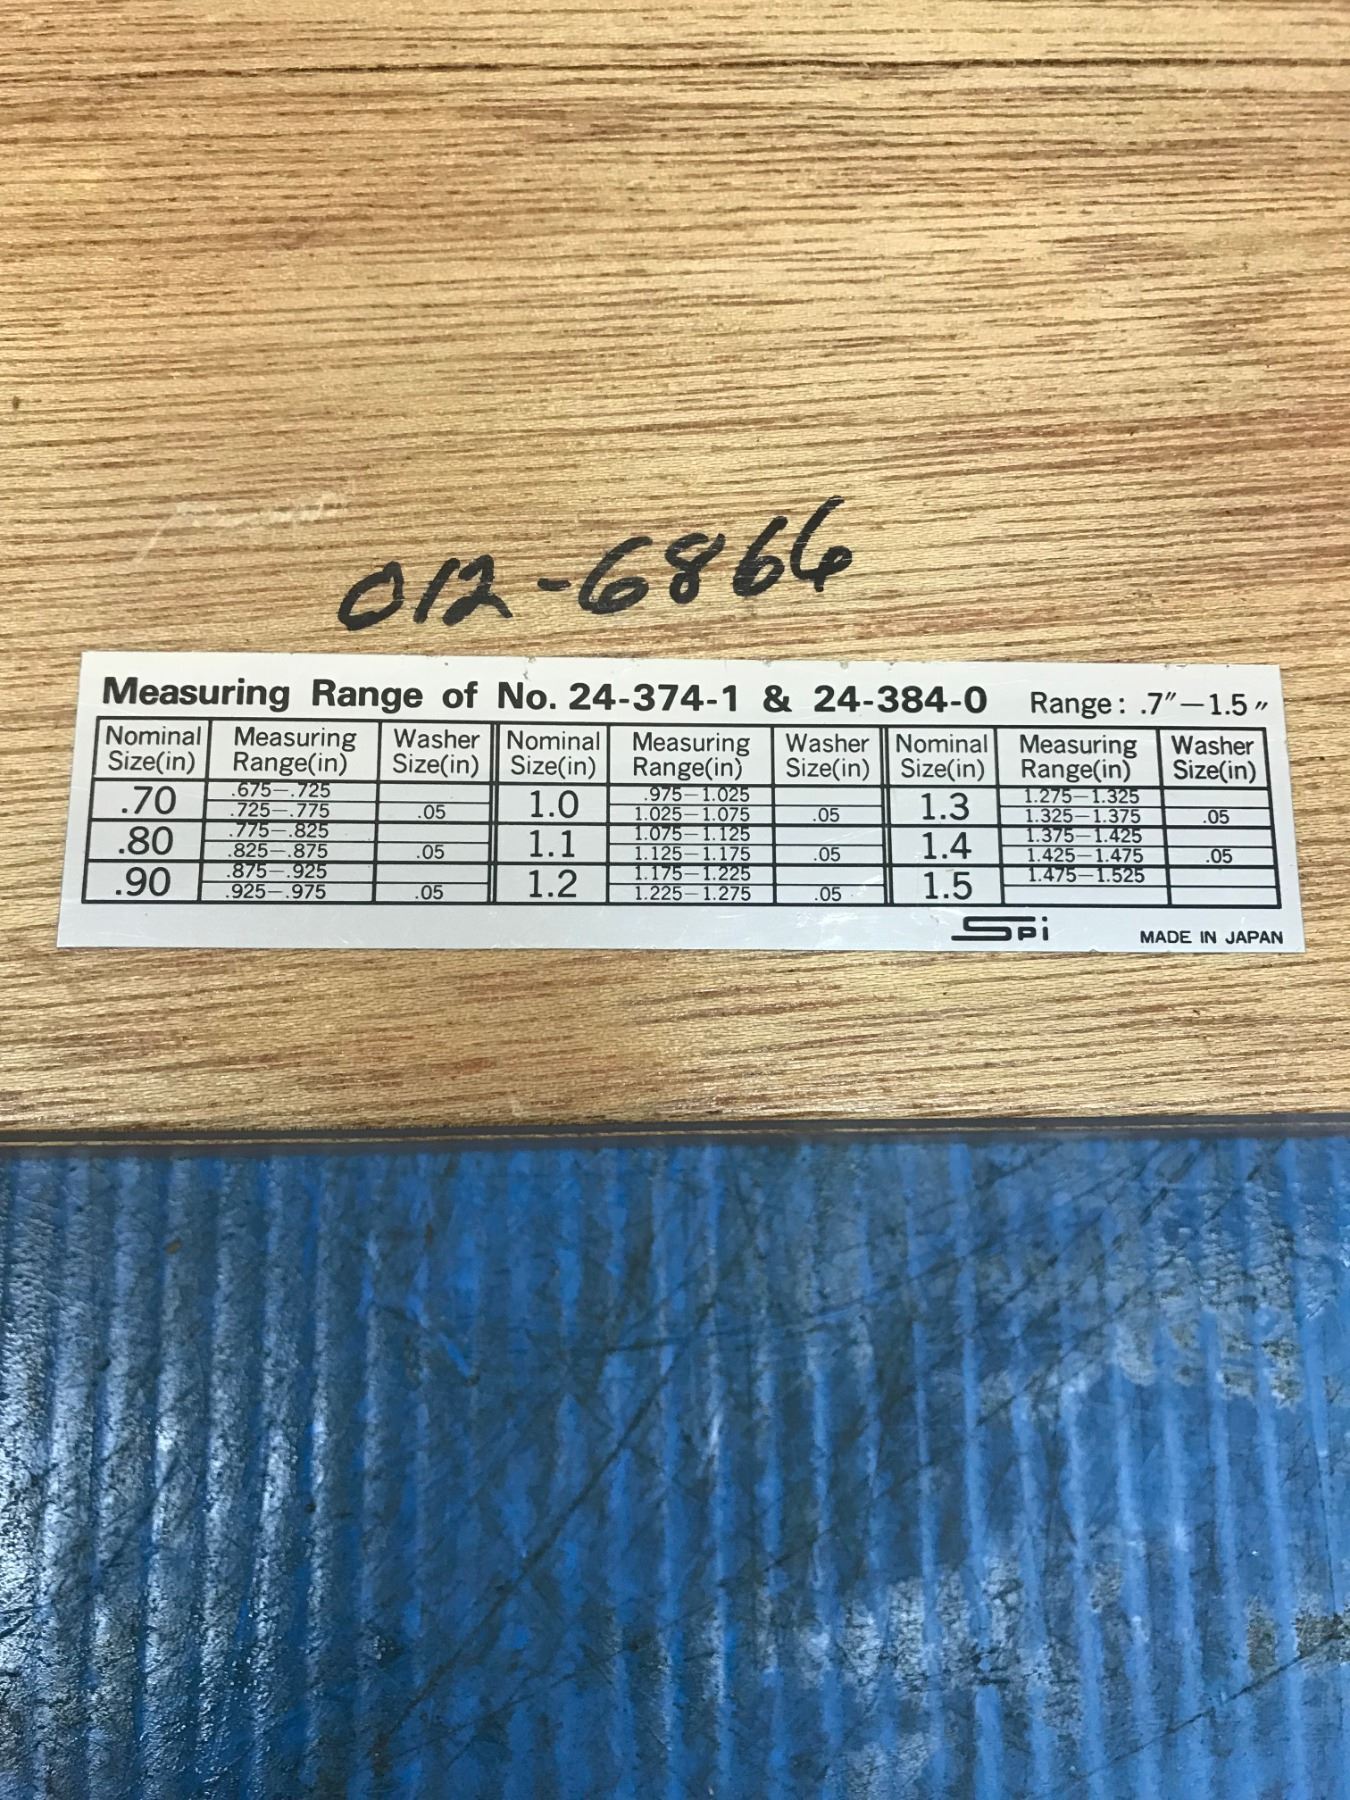 012-6866
Measuring Range of No. 24-374-1 & 24-384-0 Range: .7″—1.5″
Nominal Size(in) Measuring Range(in) Washer Size(in) Nominal Size(in) Measuring Range(in) Washer Size(in) Nominal Size(in) Measuring Range(in) Washer Size(in)
.70 .675—.725 1.0 .975—1.025 1.3 1.275—1.325
.725—.775 .05 1.025—1.075 .05 1.325—1.375 .05
.80 .775—.825 1.1 1.075—1.125 1.4 1.375—1.425
.825—.875 .05 1.125—1.175 .05 1.425—1.475 .05
.90 .875—.925 1.2 1.175—1.225 1.5 1.475—1.525
.925—.975 .05 1.225—1.275 .05
SPi MADE IN JAPAN